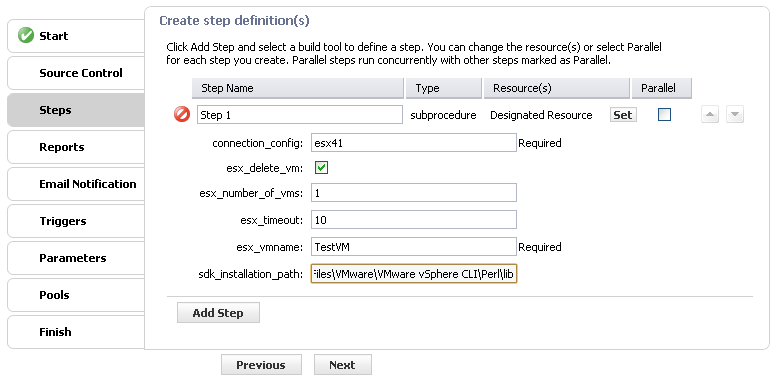 Start
Source Control
Steps
Reports
Email Notification
Triggers
Parameters
Pools
Finish
Create step definition(s)
Click Add Step and select a build tool to define a step. You can change the resource(s) or select Parallel
for each step you create. Parallel steps run concurrently with other steps marked as Parallel.
Step Name Type Resource(s) Parallel
Step 1 subprocedure Designated Resource Set
connection_config: esx41 Required
esx_delete_vm:
esx_number_of_vms: 1
esx_timeout: 10
esx_vmname: TestVM Required
sdk_installation_path: Files\VMware\VMware vSphere CLI\Perl\lib
Add Step
Previous Next